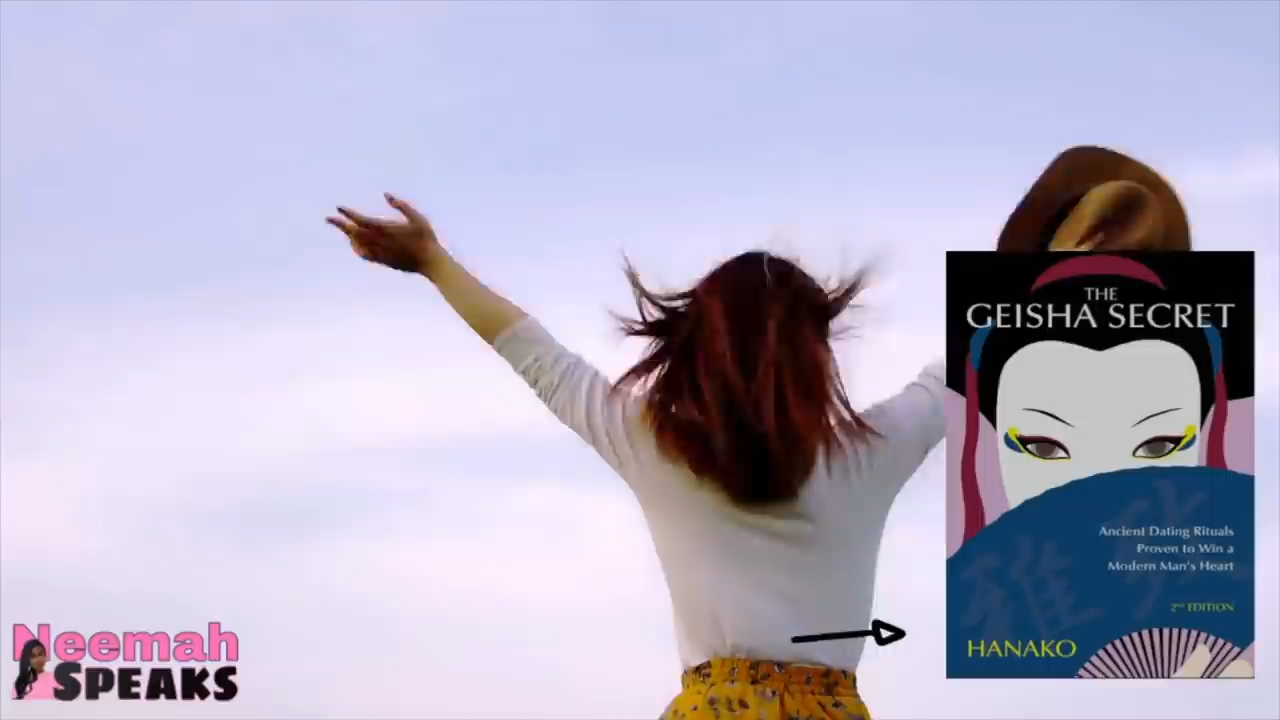 THE
GEISHA SECRET
Ancient Dating Rituals
Proven to Win a
Modern Man's Heart
2ND EDITION
HANAKO
Neemah
SPEAKS